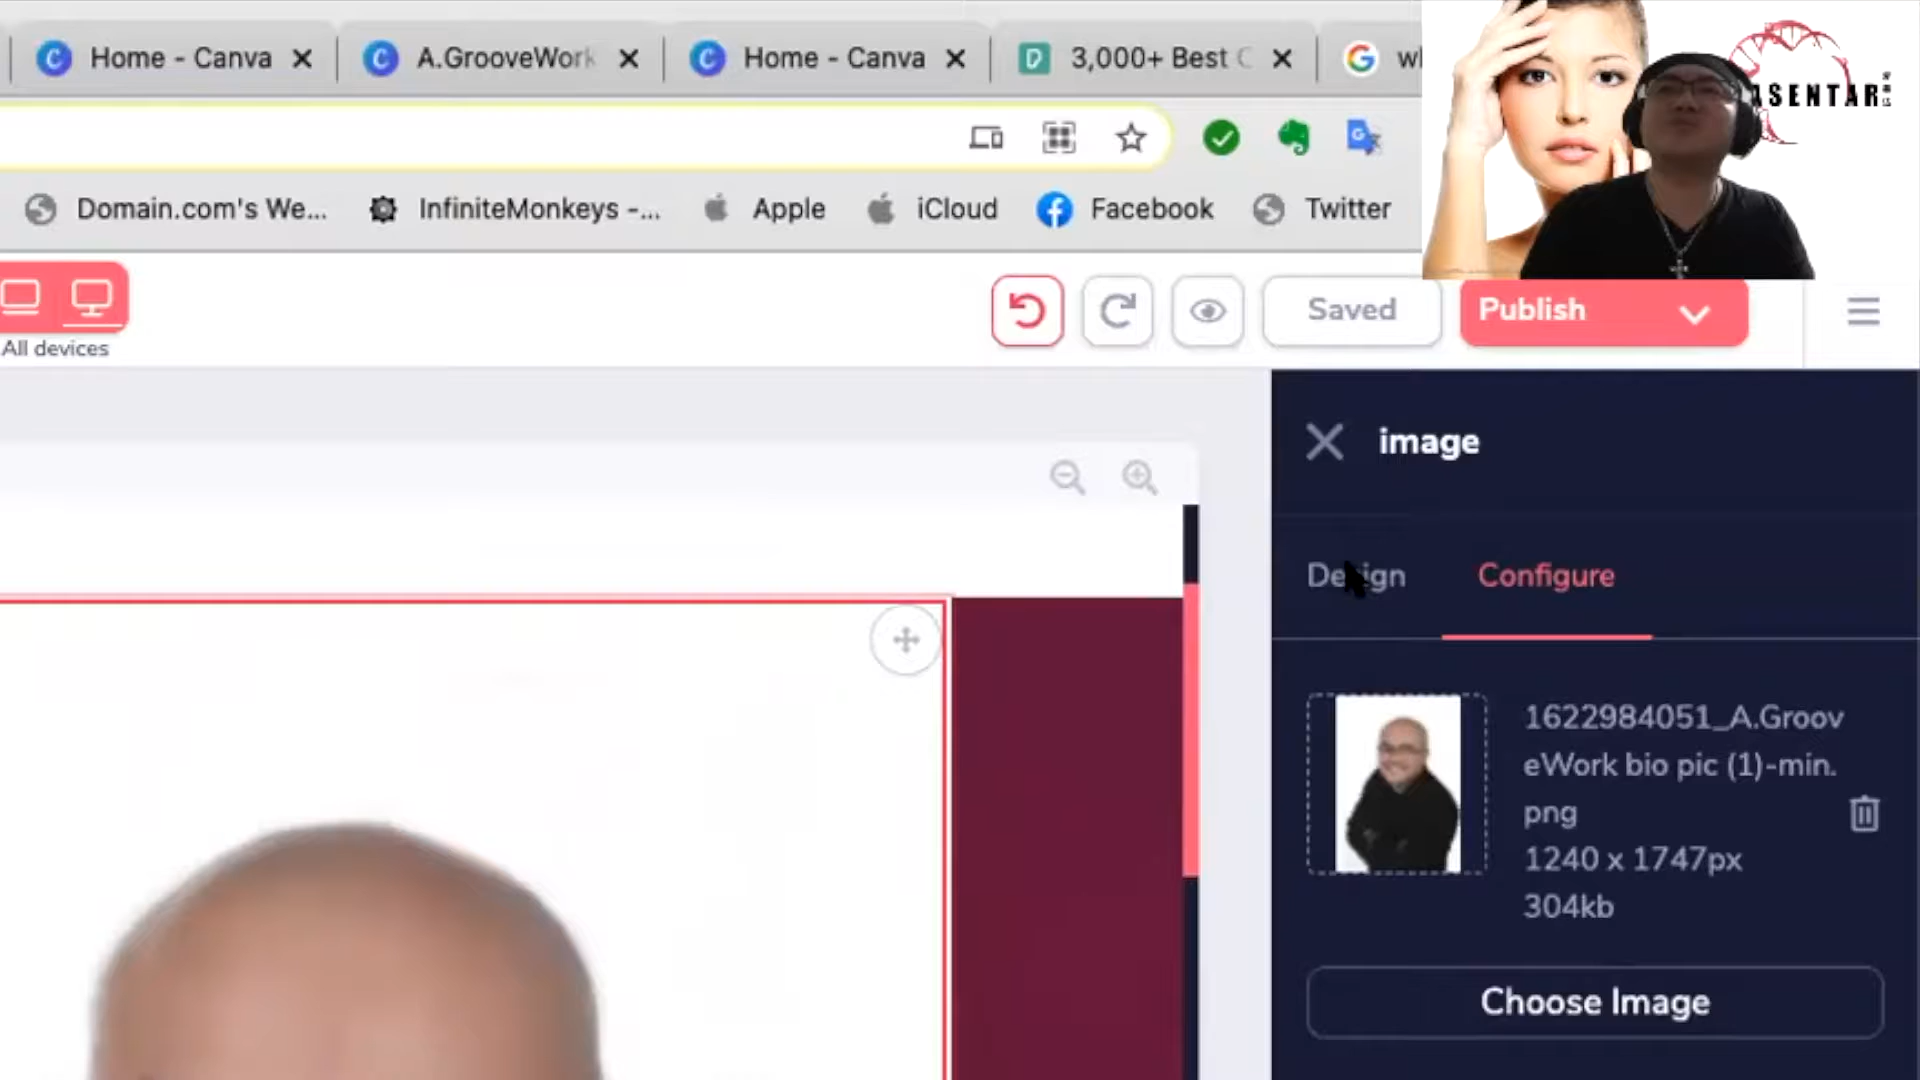 Home - Canva
A.GrooveWork
Home - Canva
3,000+ Best
Domain.com's We...
InfiniteMonkeys -...
Apple
iCloud
Facebook
Twitter
ASENTAR
All devices
Saved
Publish
image
Design
Configure
1622984051_A.Groov
eWork bio pic (1)-min.
png
1240 x 1747px
304kb
Choose Image